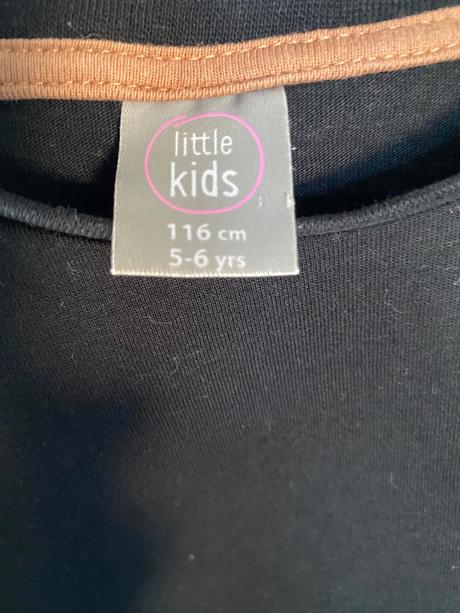 little
kids
116 cm
5-6 yrs